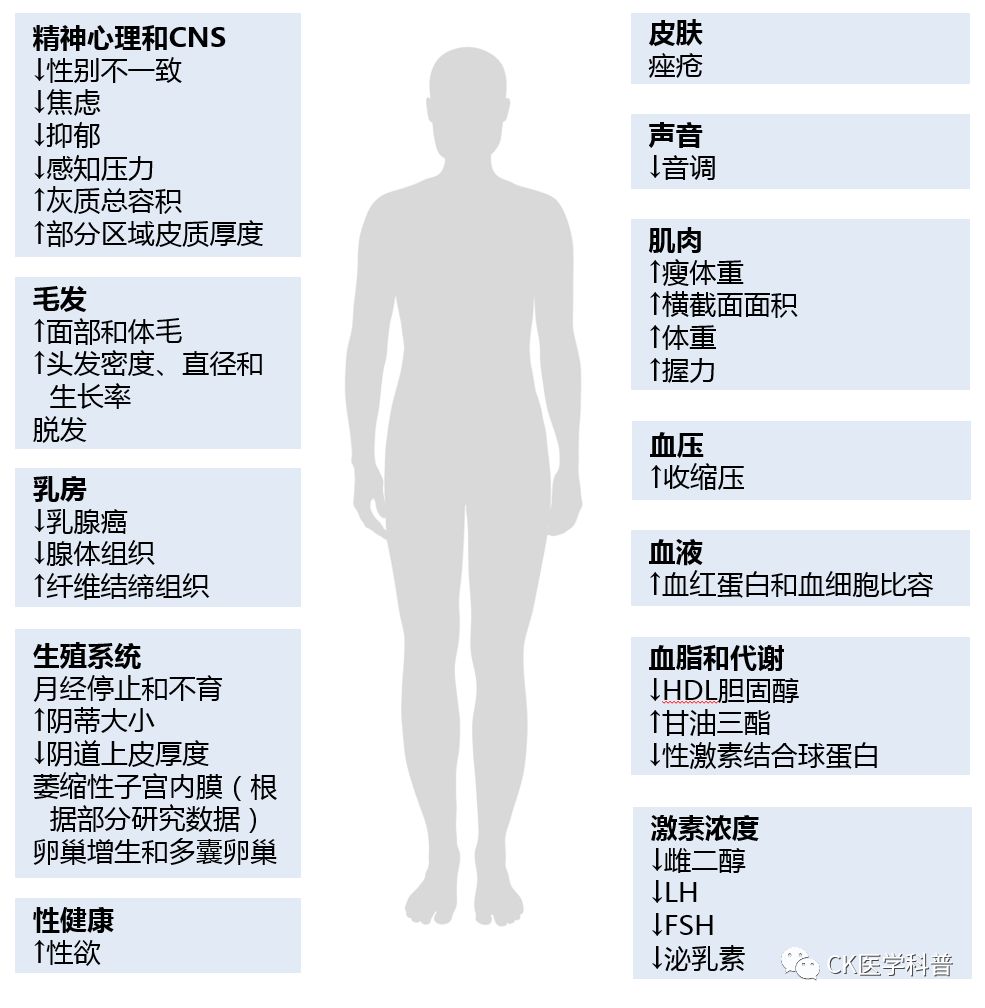 精神心理和CNS
↓性别不一致
↓焦虑
↓抑郁
↓感知压力
↑灰质总容积
↑部分区域皮质厚度
毛发
↑面部和体毛
↑头发密度、直径和
生长率
脱发
乳房
↓乳腺癌
↓腺体组织
↑纤维结缔组织
生殖系统
月经停止和不育
↑阴蒂大小
↓阴道上皮厚度
萎缩性子宫内膜（根
据部分研究数据）
卵巢增生和多囊卵巢
性健康
↑性欲
皮肤
痤疮
声音
↓音调
肌肉
↑瘦体重
↑横截面面积
↑体重
↑握力
血压
↑收缩压
血液
↑血红蛋白和血细胞比容
血脂和代谢
↓HDL胆固醇
↑甘油三酯
↓性激素结合球蛋白
激素浓度
↓雌二醇
↓LH
↓FSH
↓泌乳素
CK医学科普